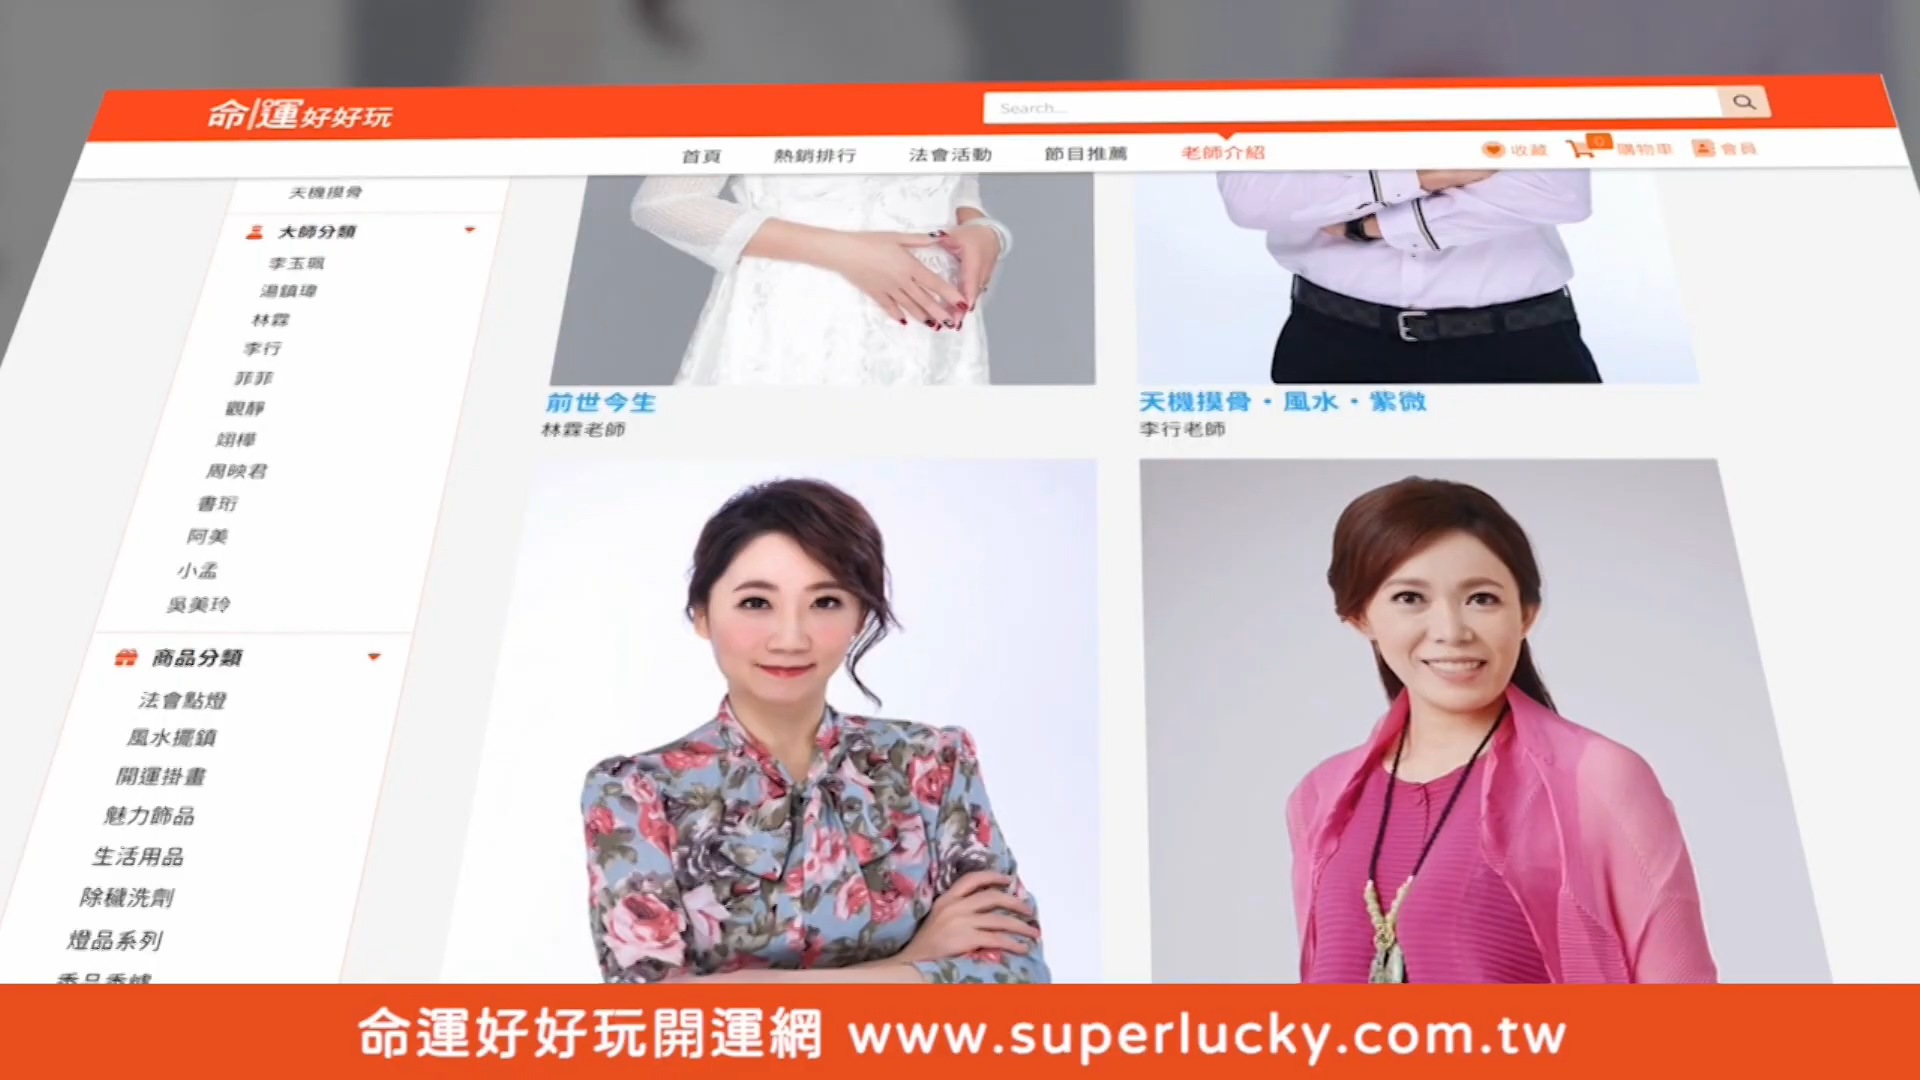 命運好好玩
Search...
首頁 熱銷排行 法會活動 節目推薦 老師介紹
收藏 0 購物車 會員
天機摸骨
大師分類
李玉珮
湯鎮瑋
林霖
李行
菲菲
觀靜
翊樺
周映君
書珩
阿美
小孟
吳美玲
商品分類
法會點燈
風水擺鎮
開運掛畫
魅力飾品
生活用品
除穢洗劑
燈品系列
前世今生
林霖老師
天機摸骨・風水・紫微
李行老師
命運好好玩開運網 www.superlucky.com.tw